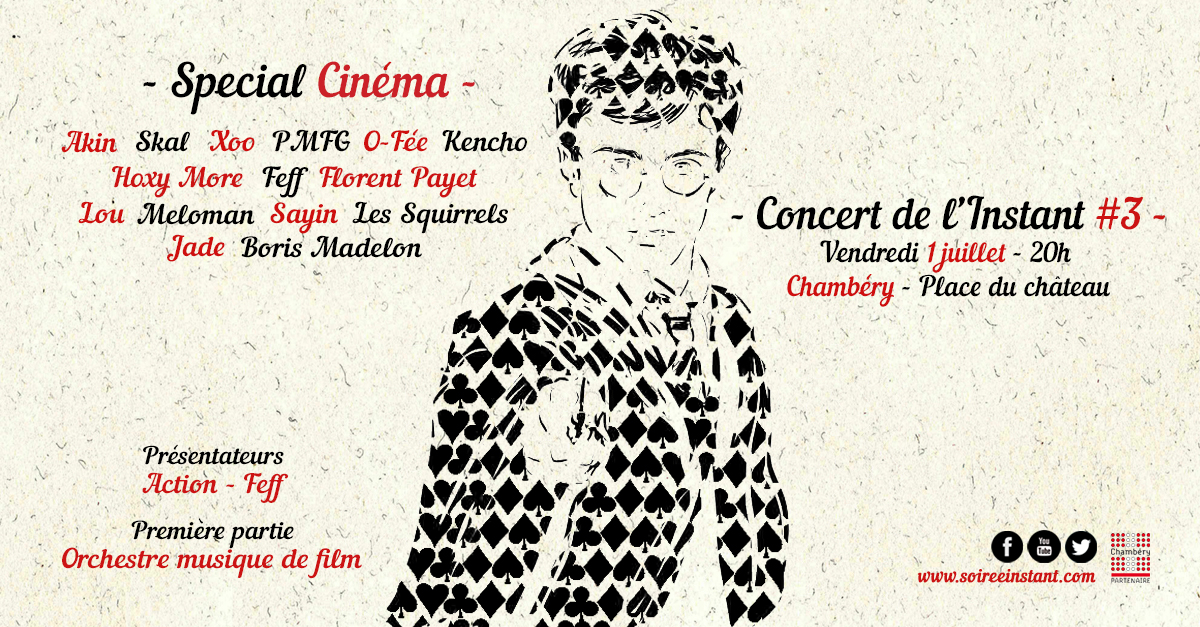 - Special Cinéma -
Akin Skal Xoo PMFG O-Fée Kencho
Hoxy More Feff Florent Payet
Lou Meloman Sayin Les Squirrels
Jade Boris Madelon
- Concert de l'Instant #3 -
Vendredi 1 juillet - 20h
Chambéry - Place du château
Présentateurs
Action - Feff
Première partie
Orchestre musique de film
f You Tube
www.soireeinstant.com
Chambéry
PARTENAIRE